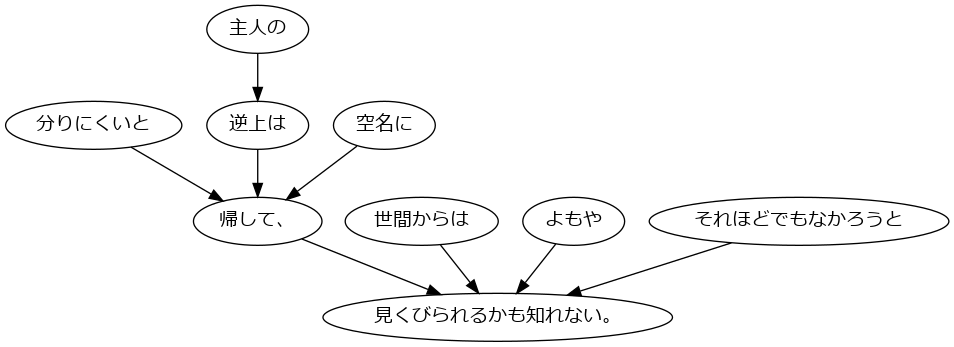 主人の
分りにくいと
逆上は
空名に
帰して、
世間からは
よもや
それほどでもなかろうと
見くびられるかも知れない。